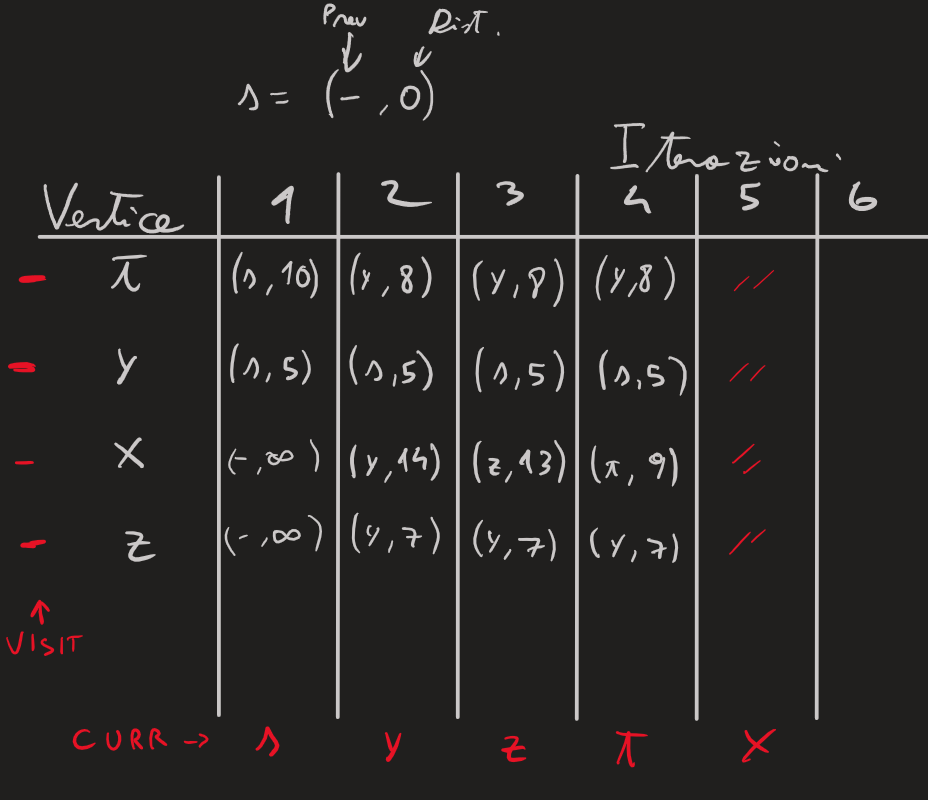 Prev Dist.
s = (- , 0)
Iterazioni
Vertice 1 2 3 4 5 6
t (s, 10) (y, 8) (y, 8) (y, 8) //
y (s, 5) (s, 5) (s, 5) (s, 5) //
x (-, ∞) (y, 14) (z, 13) (t, 9) //
z (-, ∞) (y, 7) (y, 7) (y, 7) //
VISIT
CURR → s y z t x